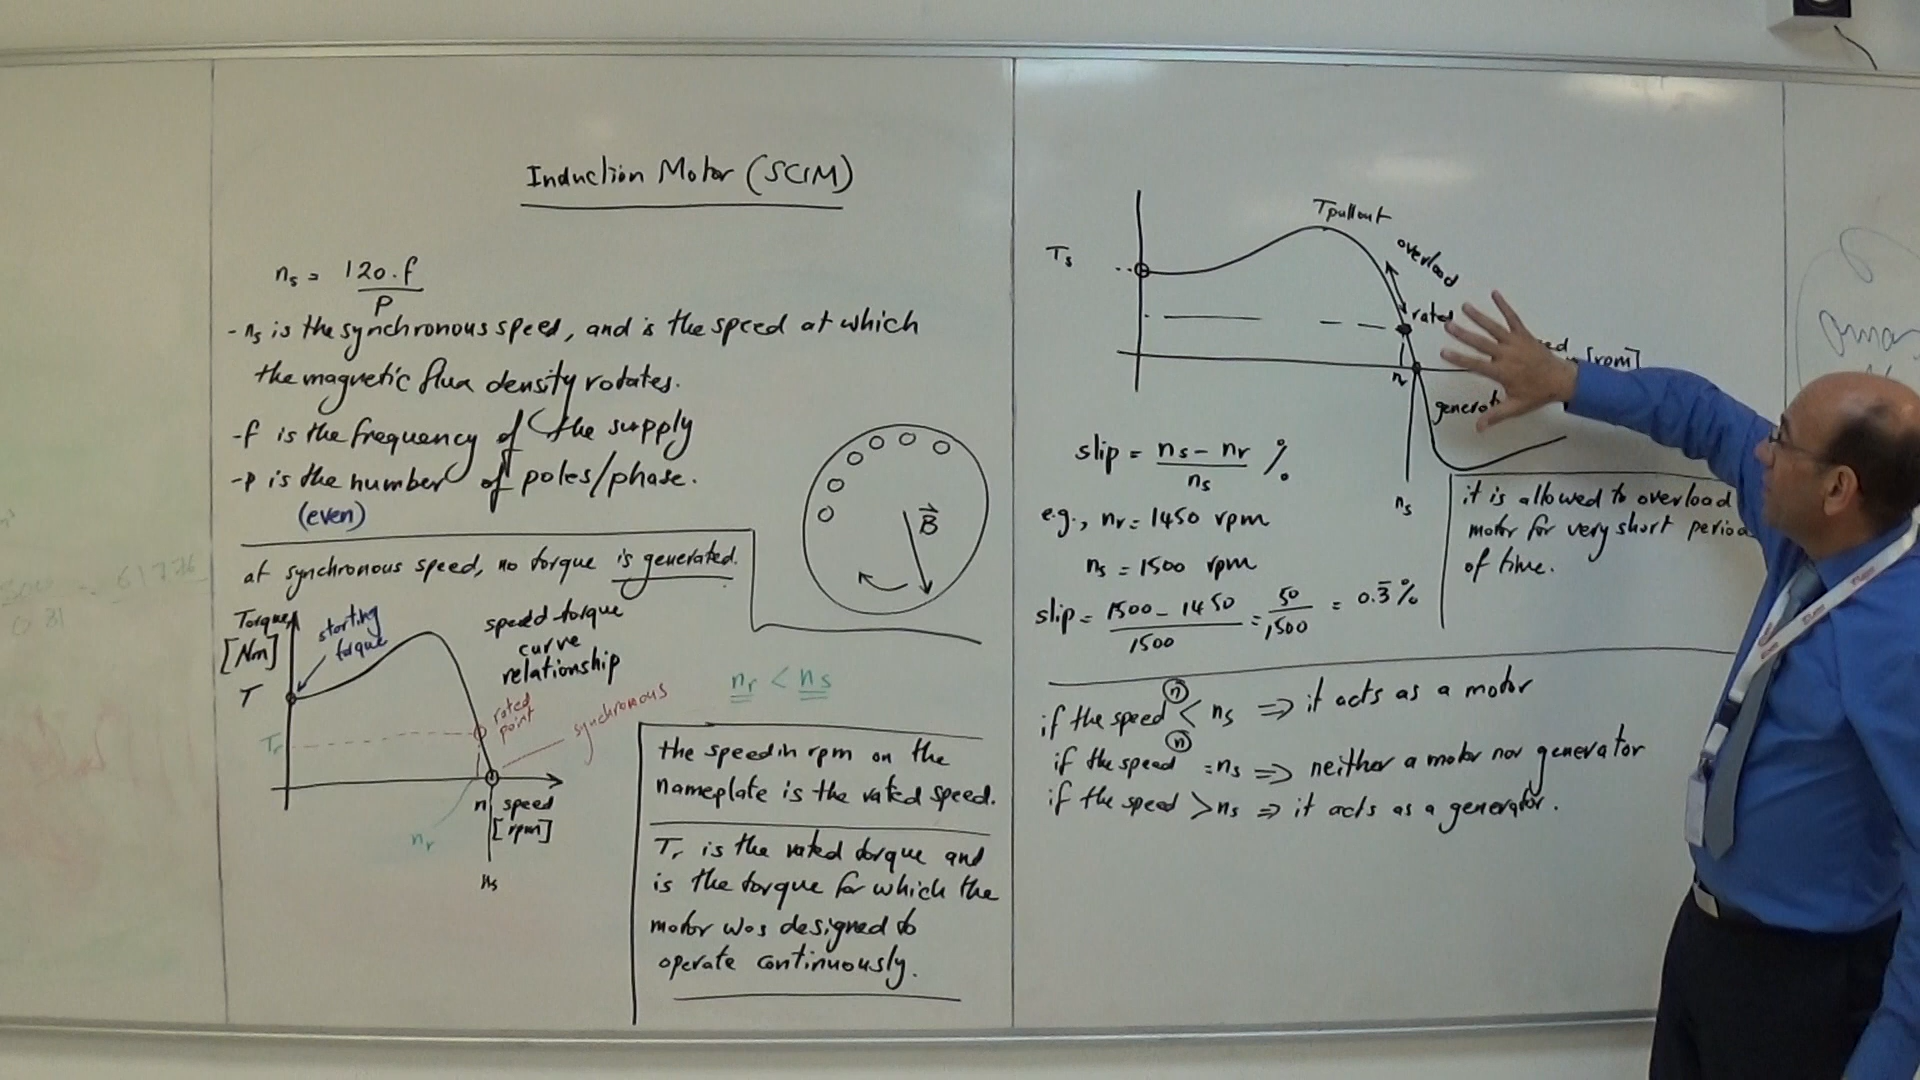 Induction Motor (SCIM)
ns = 120.f
P
- ns is the synchronous speed, and is the speed at which
the magnetic flux density rotates.
-f is the frequency of the supply
-p is the number of poles/phase.
(even)
at synchronous speed, no torque is generated.
B
Torque
[Nm]
starting
torque
speed-torque
curve
relationship
T
Tr
rated
point
synchronous
n speed
[rpm]
nr
ns
nr < ns
the speed in rpm on the
nameplate is the rated speed.
Tr is the rated torque and
is the torque for which the
motor was designed to
operate continuously.
Tpullout
overload
Ts
rated
[rpm]
n
ns
slip = ns - nr %
ns
e.g., nr = 1450 rpm
ns = 1500 rpm
slip = 1500 - 1450 = 50 = 0.3%
1500 1500
it is allowed to overload
motor for very short
of time.
if the speed n < ns => it acts as a motor
if the speed n = ns => neither a motor nor generator
if the speed > ns => it acts as a generator.